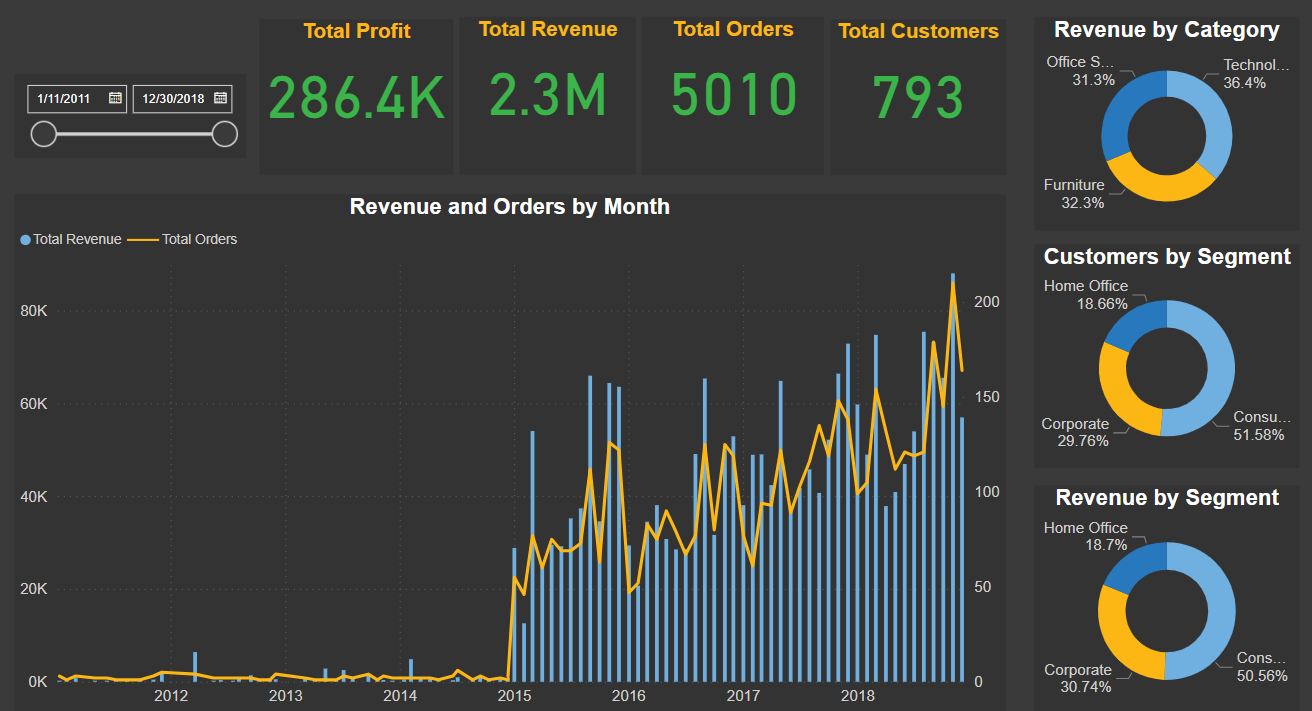 1/11/2011
12/30/2018
Total Profit
286.4K
Total Revenue
2.3M
Total Orders
5010
Total Customers
793
Revenue by Category
Office S...
31.3%
Technol...
36.4%
Furniture
32.3%
Revenue and Orders by Month
Total Revenue
Total Orders
80K
60K
40K
20K
0K
200
150
100
50
0
2012
2013
2014
2015
2016
2017
2018
Customers by Segment
Home Office
18.66%
Corporate
29.76%
Consu...
51.58%
Revenue by Segment
Home Office
18.7%
Corporate
30.74%
Cons...
50.56%